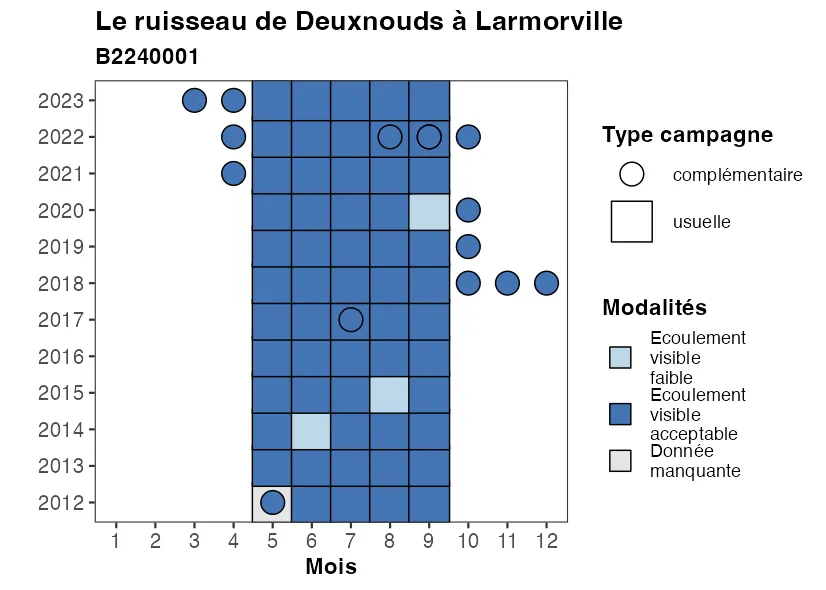 Le ruisseau de Deuxnouds à Larmorville
B2240001
2023
2022
2021
2020
2019
2018
2017
2016
2015
2014
2013
2012
1 2 3 4 5 6 7 8 9 10 11 12
Mois
Type campagne
complémentaire
usuelle
Modalités
Ecoulement
visible
faible
Ecoulement
visible
acceptable
Donnée
manquante